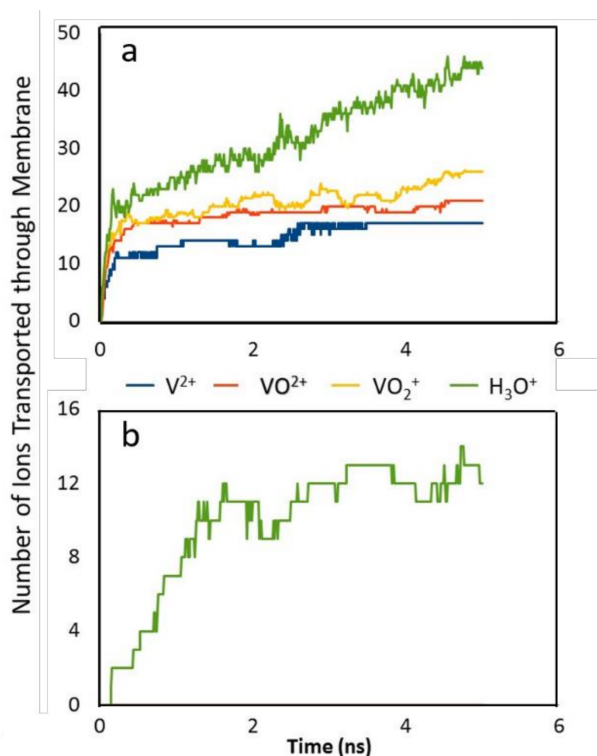 Number of Ions Transported through Membrane
a
50
40
30
20
10
0
0 2 4 6
V²⁺ VO²⁺ VO₂⁺ H₃O⁺
b
16
12
8
4
0
0 2 4 6
Time (ns)